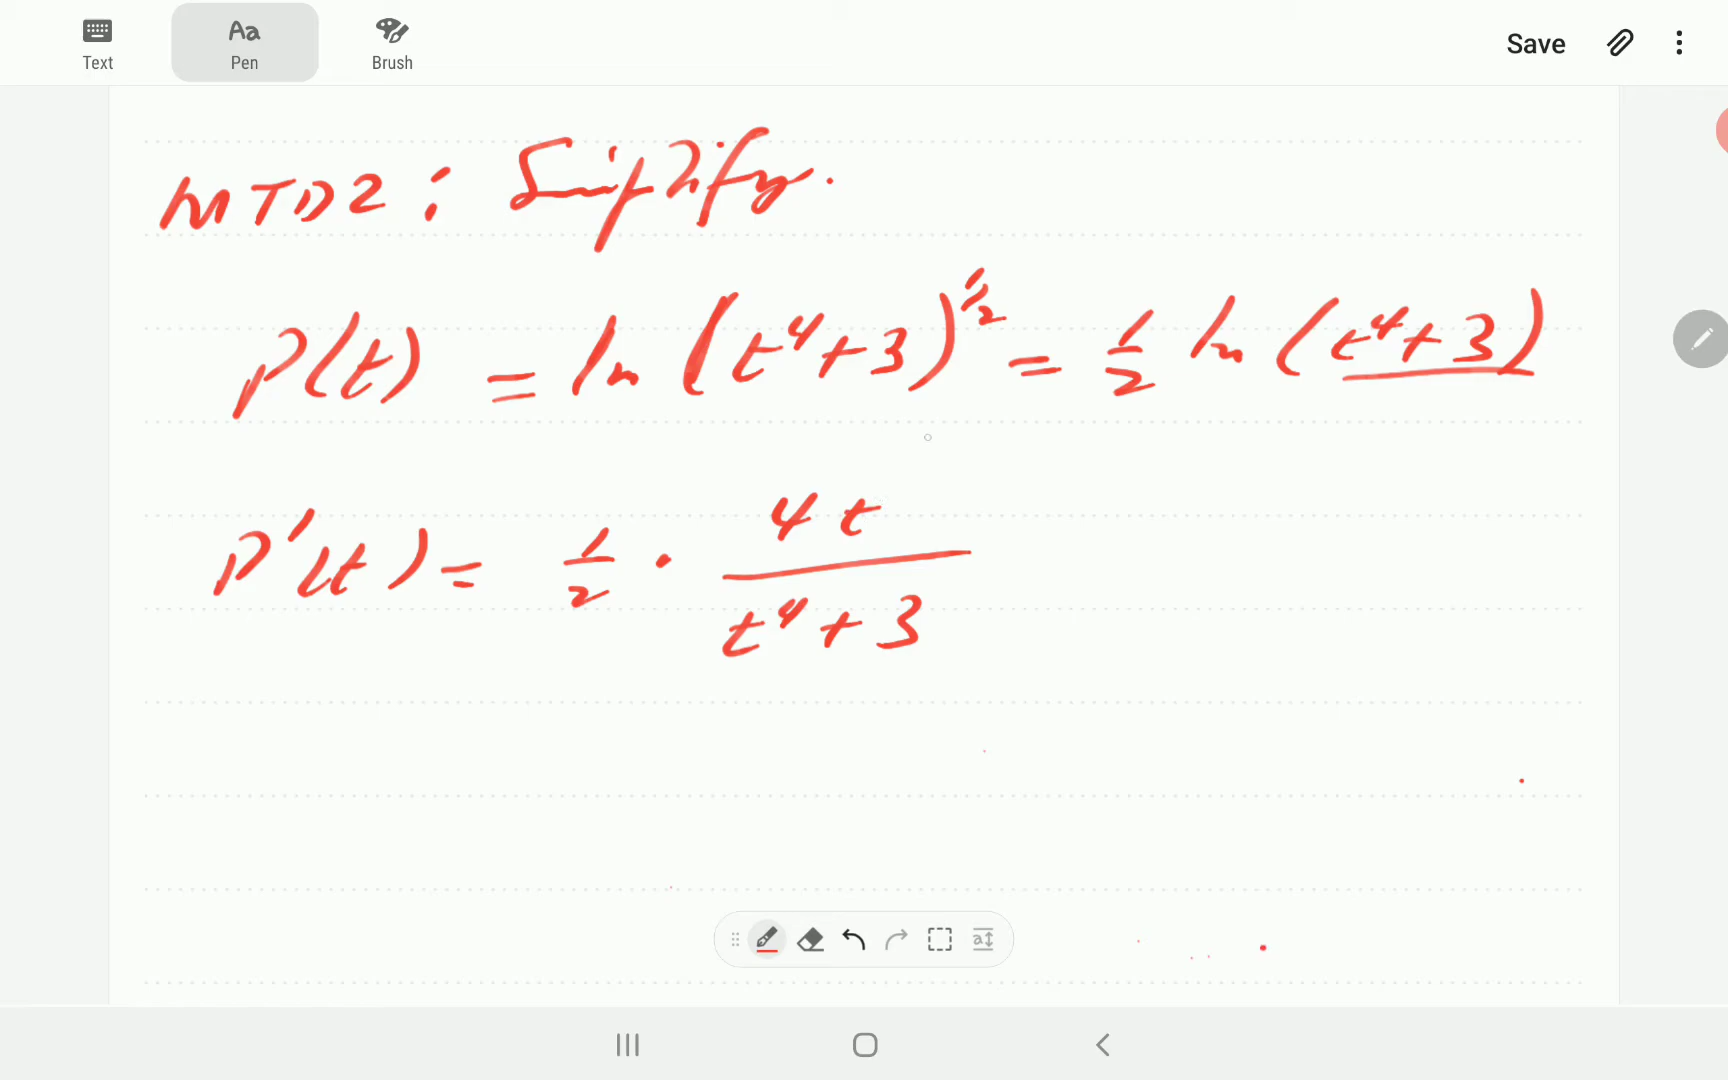 Text
Aa
Pen
Brush
Save
MTD2: Simplify.
P(t) = ln (t⁴+3)^½ = ½ ln (t⁴+3)
P'(t) = ½ · 4t / t⁴+3
a